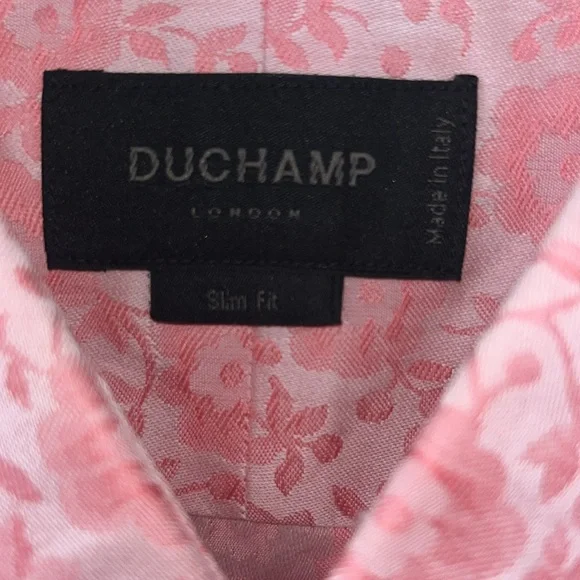 DUCHAMP
LONDON
Made in Italy
Slim Fit